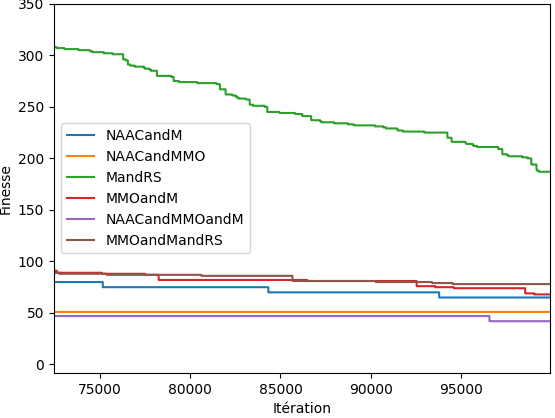 350
300
250
200
150
100
50
0
Finesse
NAACandM
NAACandMMO
MandRS
MMOandM
NAACandMMOandM
MMOandMandRS
75000 80000 85000 90000 95000
Itération